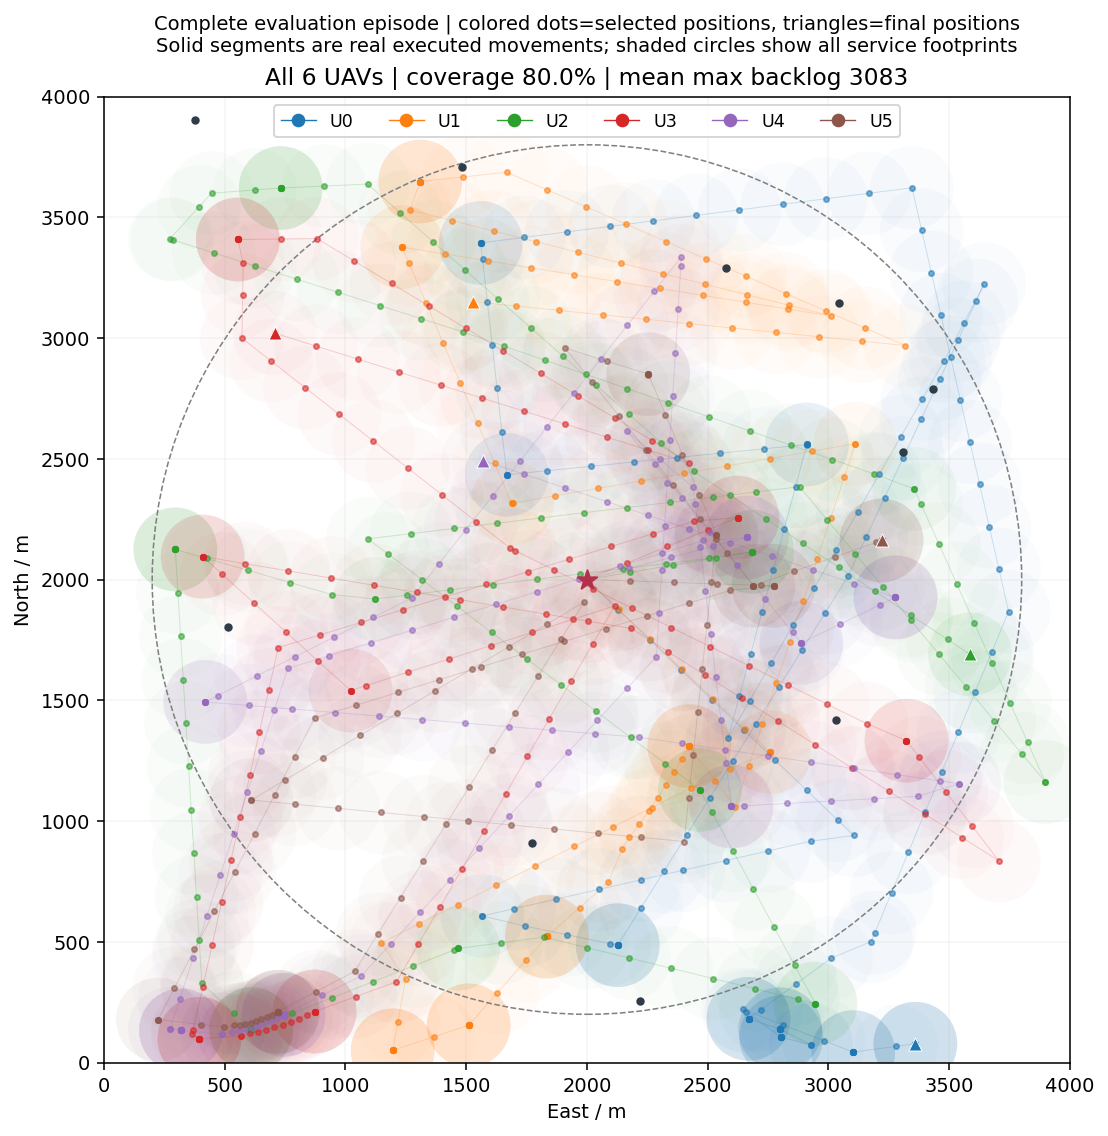 Complete evaluation episode | colored dots=selected positions, triangles=final positions
Solid segments are real executed movements; shaded circles show all service footprints
All 6 UAVs | coverage 80.0% | mean max backlog 3083
U0 U1 U2 U3 U4 U5
4000
3500
3000
2500
2000
1500
1000
500
0
North / m
0 500 1000 1500 2000 2500 3000 3500 4000
East / m